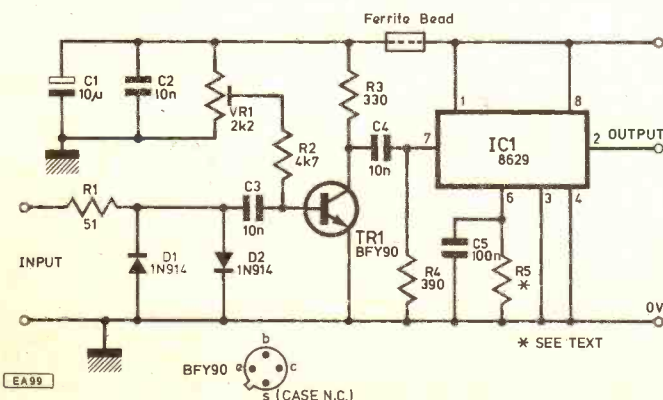 Ferrite Bead
C1
10μ
C2
10n
VR1
2k2
R2
4k7
R3
330
C4
10n
1
8
7
IC1
8629
2
OUTPUT
6
3
4
R1
51
C3
10n
TR1
BFY90
INPUT
D1
1N914
D2
1N914
R4
390
C5
100n
R5
*
0V
* SEE TEXT
EA99
BFY90
b
e
c
s (CASE N.C.)